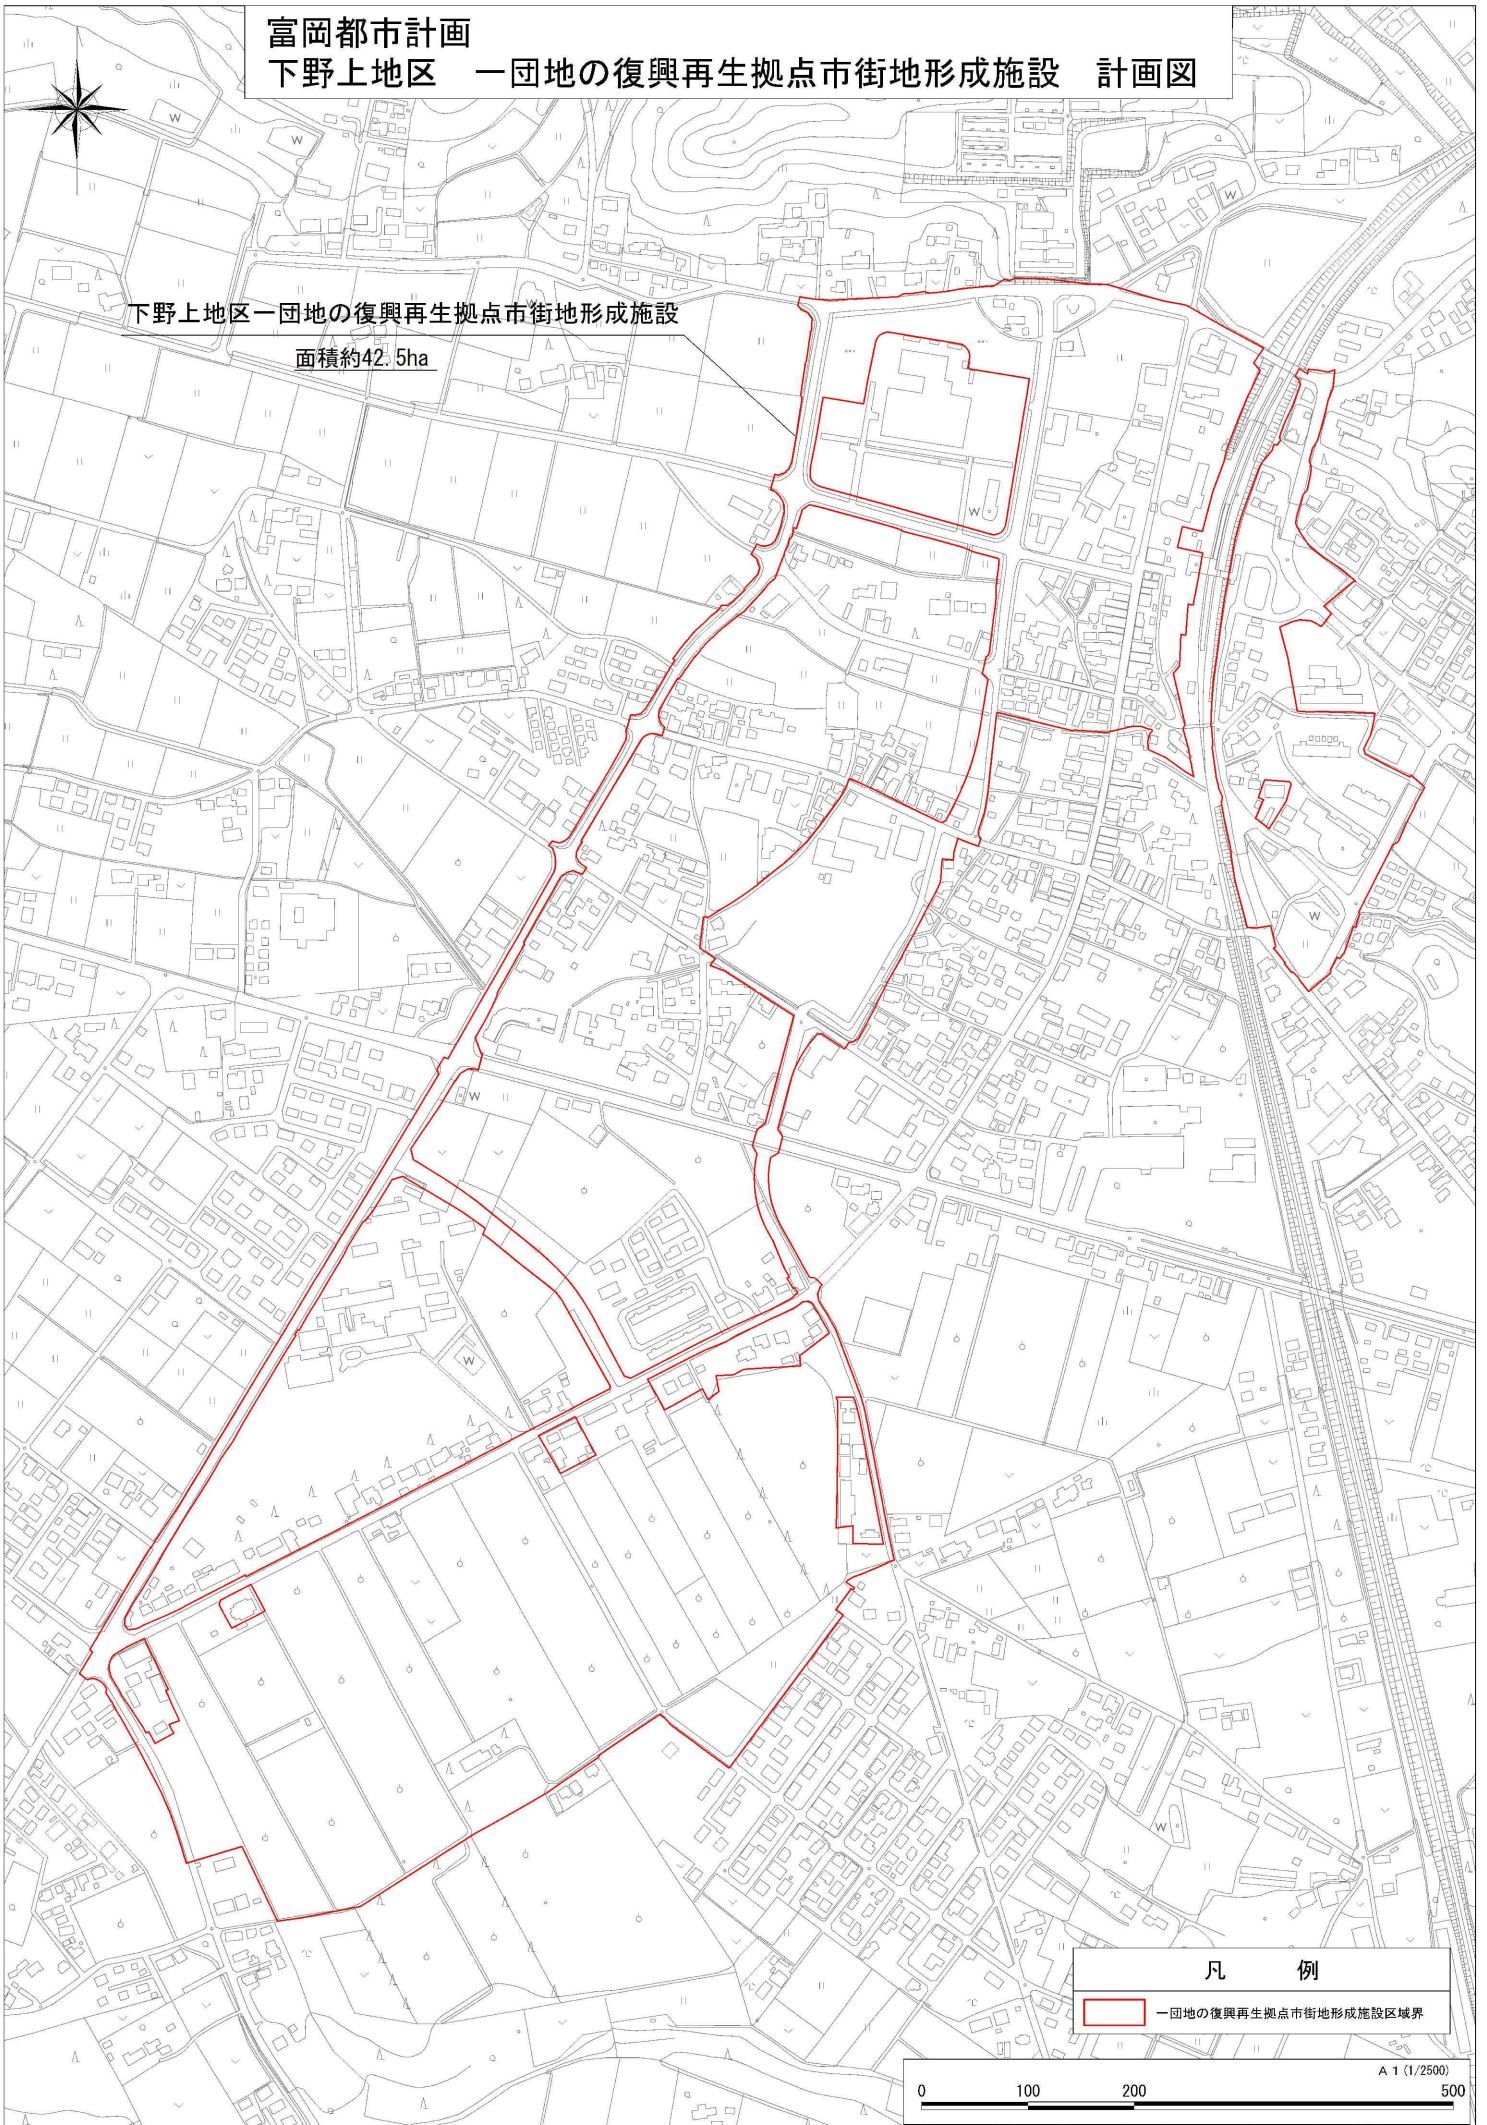 富岡都市計画
下野上地区　一団地の復興再生拠点市街地形成施設　計画図
下野上地区一団地の復興再生拠点市街地形成施設
面積約42.5ha
W
W
W
W
W
W
W
W
凡　例
一団地の復興再生拠点市街地形成施設区域界
A1(1/2500)
0 100 200 500